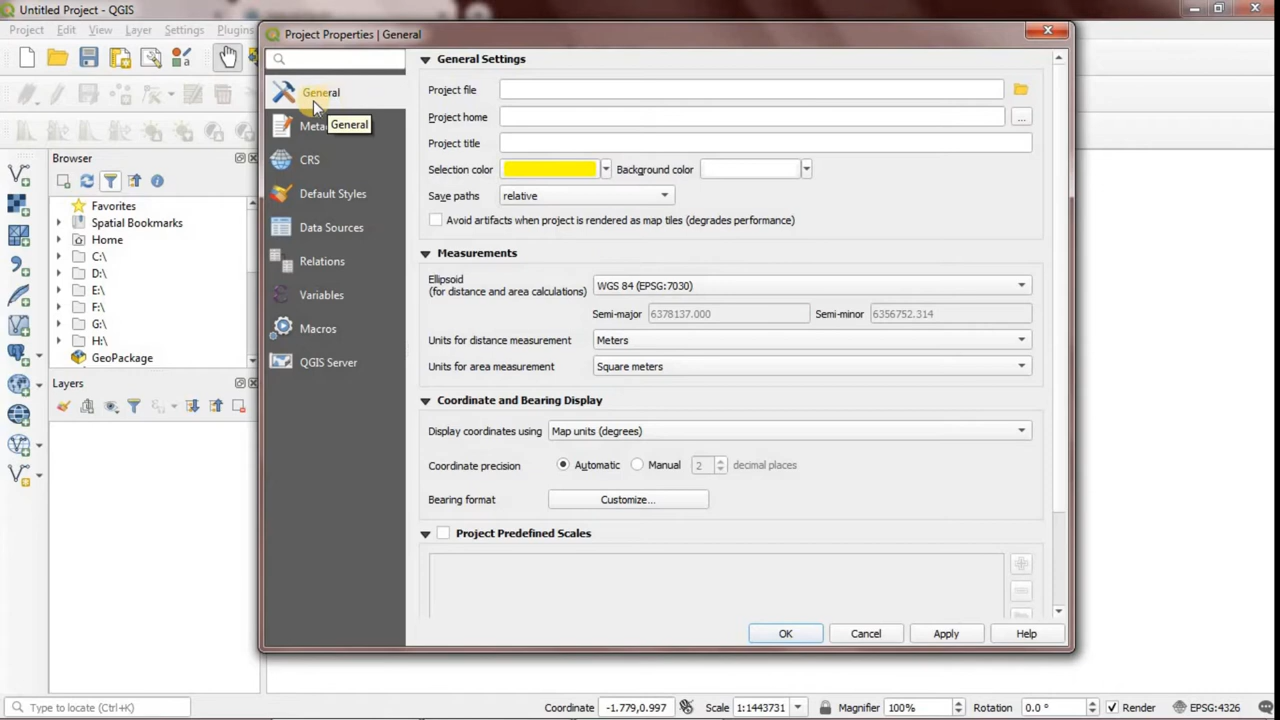 Untitled Project - QGIS
Project Edit View Layer Settings Plugins
Project Properties | General
General
General
CRS
Default Styles
Data Sources
Relations
Variables
Macros
QGIS Server
General Settings
Project file
Project home
...
Project title
Selection color Background color
Save paths relative
Avoid artifacts when project is rendered as map tiles (degrades performance)
Measurements
Ellipsoid
(for distance and area calculations) WGS 84 (EPSG:7030)
Semi-major 6378137.000 Semi-minor 6356752.314
Units for distance measurement Meters
Units for area measurement Square meters
Coordinate and Bearing Display
Display coordinates using Map units (degrees)
Coordinate precision Automatic Manual 2 decimal places
Bearing format Customize...
Project Predefined Scales
OK Cancel Apply Help
Browser
Favorites
Spatial Bookmarks
Home
C:\
D:\
E:\
F:\
G:\
H:\
GeoPackage
Layers
Type to locate (Ctrl+K) Coordinate -1.779,0.997 Scale 1:1443731 Magnifier 100% Rotation 0.0 ° Render EPSG:4326